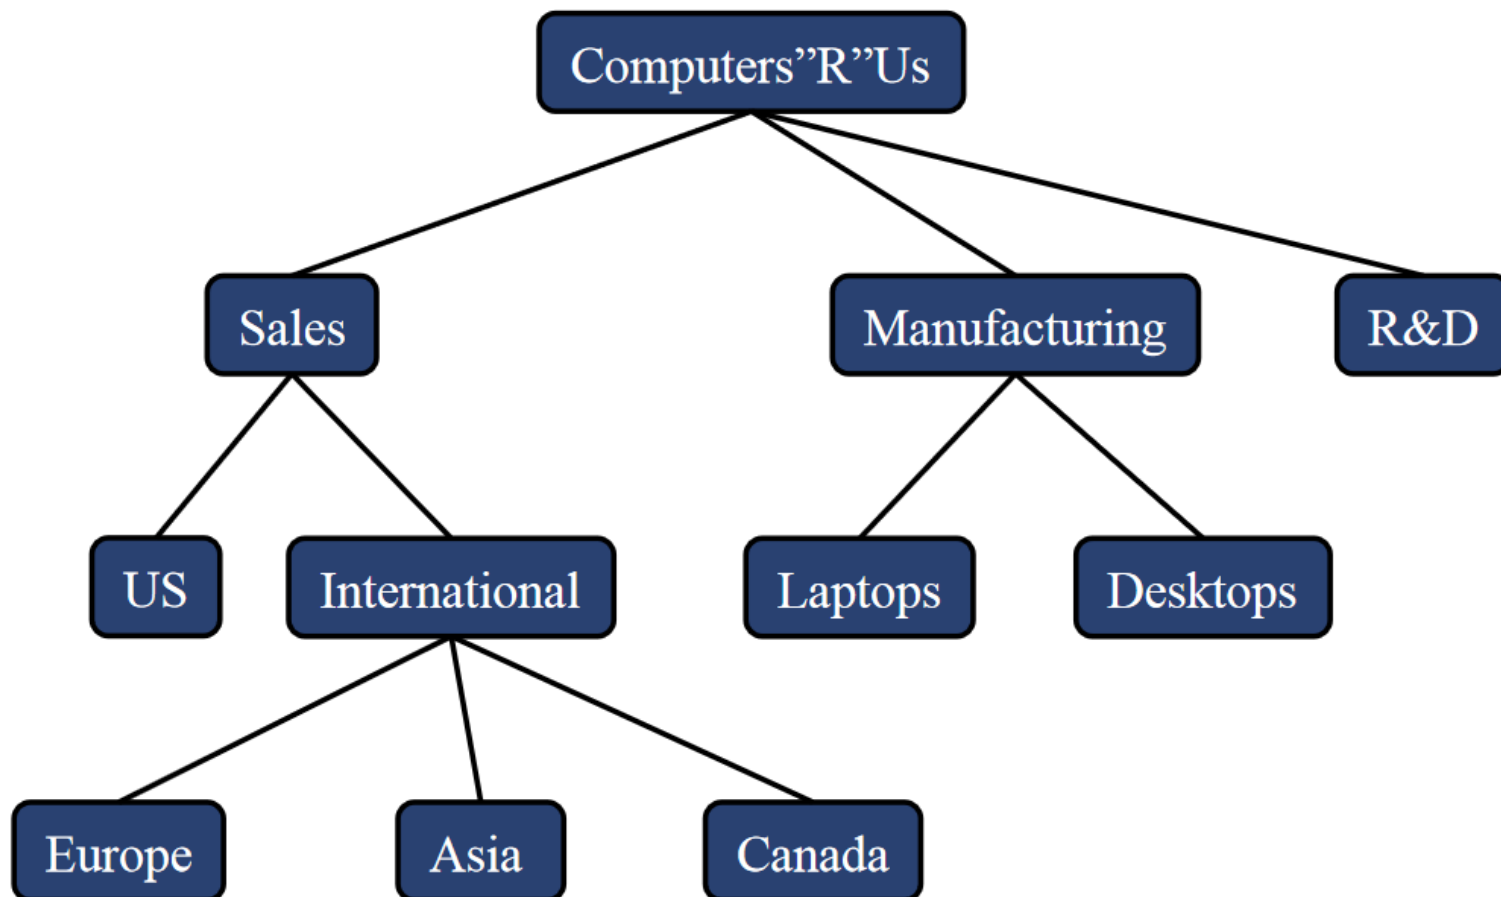 Computers”R”Us
Sales
Manufacturing
R&D
US
International
Laptops
Desktops
Europe
Asia
Canada